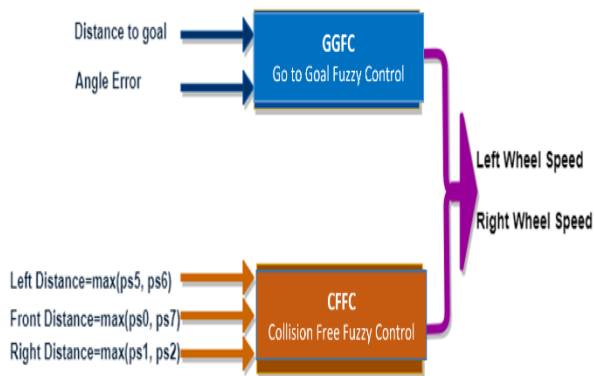 Distance to goal
Angle Error
GGFC
Go to Goal Fuzzy Control
Left Wheel Speed
Right Wheel Speed
Left Distance=max(ps5, ps6)
Front Distance=max(ps0, ps7)
Right Distance=max(ps1, ps2)
CFFC
Collision Free Fuzzy Control